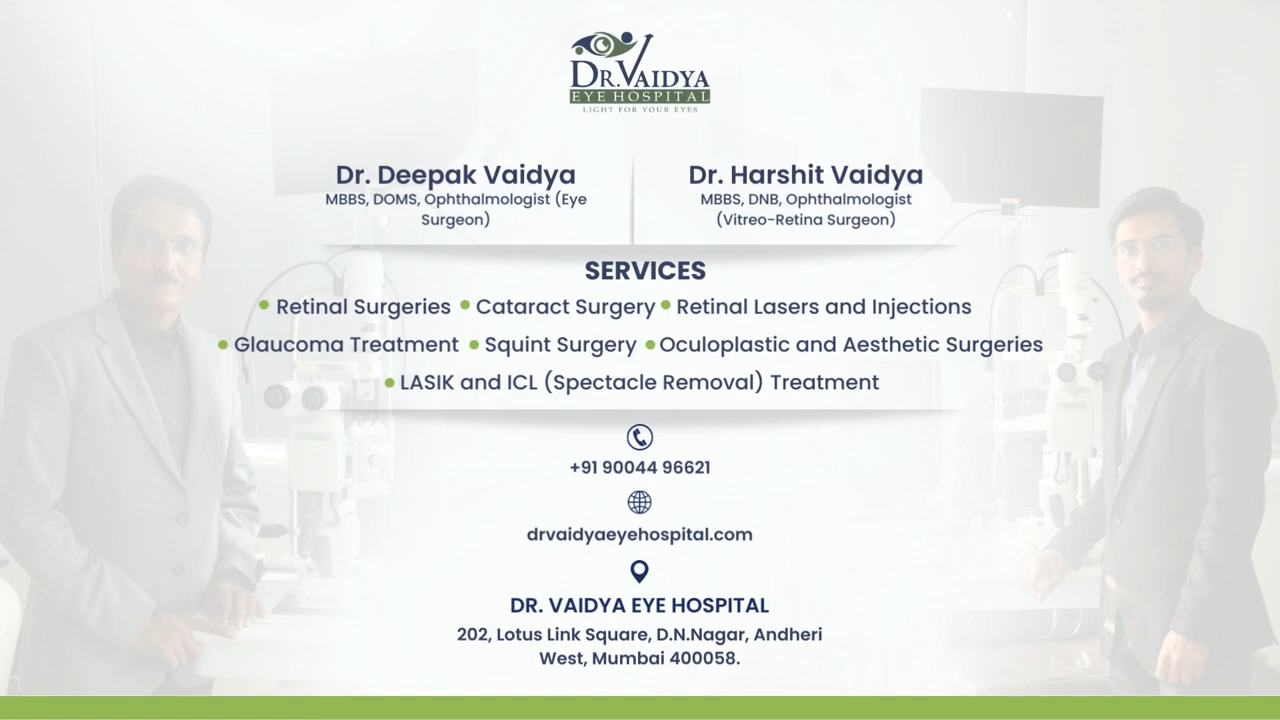 DR. VAIDYA
EYE HOSPITAL
LIGHT FOR YOUR EYES
Dr. Deepak Vaidya
MBBS, DOMS, Ophthalmologist (Eye
Surgeon)
Dr. Harshit Vaidya
MBBS, DNB, Ophthalmologist
(Vitreo-Retina Surgeon)
SERVICES
• Retinal Surgeries • Cataract Surgery • Retinal Lasers and Injections
• Glaucoma Treatment • Squint Surgery • Oculoplastic and Aesthetic Surgeries
• LASIK and ICL (Spectacle Removal) Treatment
+91 90044 96621
drvaidyaeyehospital.com
DR. VAIDYA EYE HOSPITAL
202, Lotus Link Square, D.N.Nagar, Andheri
West, Mumbai 400058.